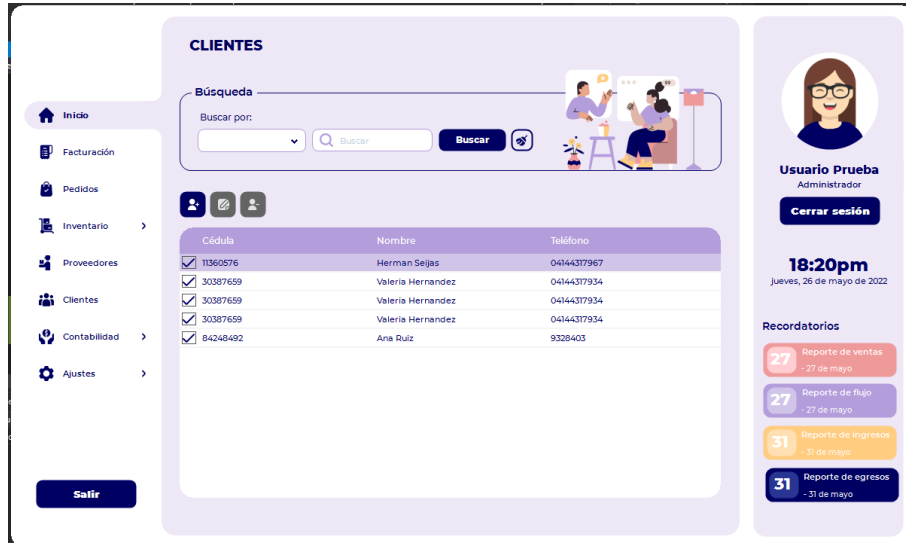 Inicio
Facturación
Pedidos
Inventario
Proveedores
Clientes
Contabilidad
Ajustes
Salir
CLIENTES
Búsqueda
Buscar por:
Buscar
Buscar
Cédula Nombre Teléfono
11360576 Herman Seijas 04144317967
30387659 Valeria Hernandez 04144317934
30387659 Valeria Hernandez 04144317934
30387659 Valeria Hernandez 04144317934
84248492 Ana Ruiz 9328403
Usuario Prueba
Administrador
Cerrar sesión
18:20pm
jueves, 26 de mayo de 2022
Recordatorios
27 Reporte de ventas
- 27 de mayo
27 Reporte de flujo
- 27 de mayo
31 Reporte de ingresos
- 31 de mayo
31 Reporte de egresos
- 31 de mayo